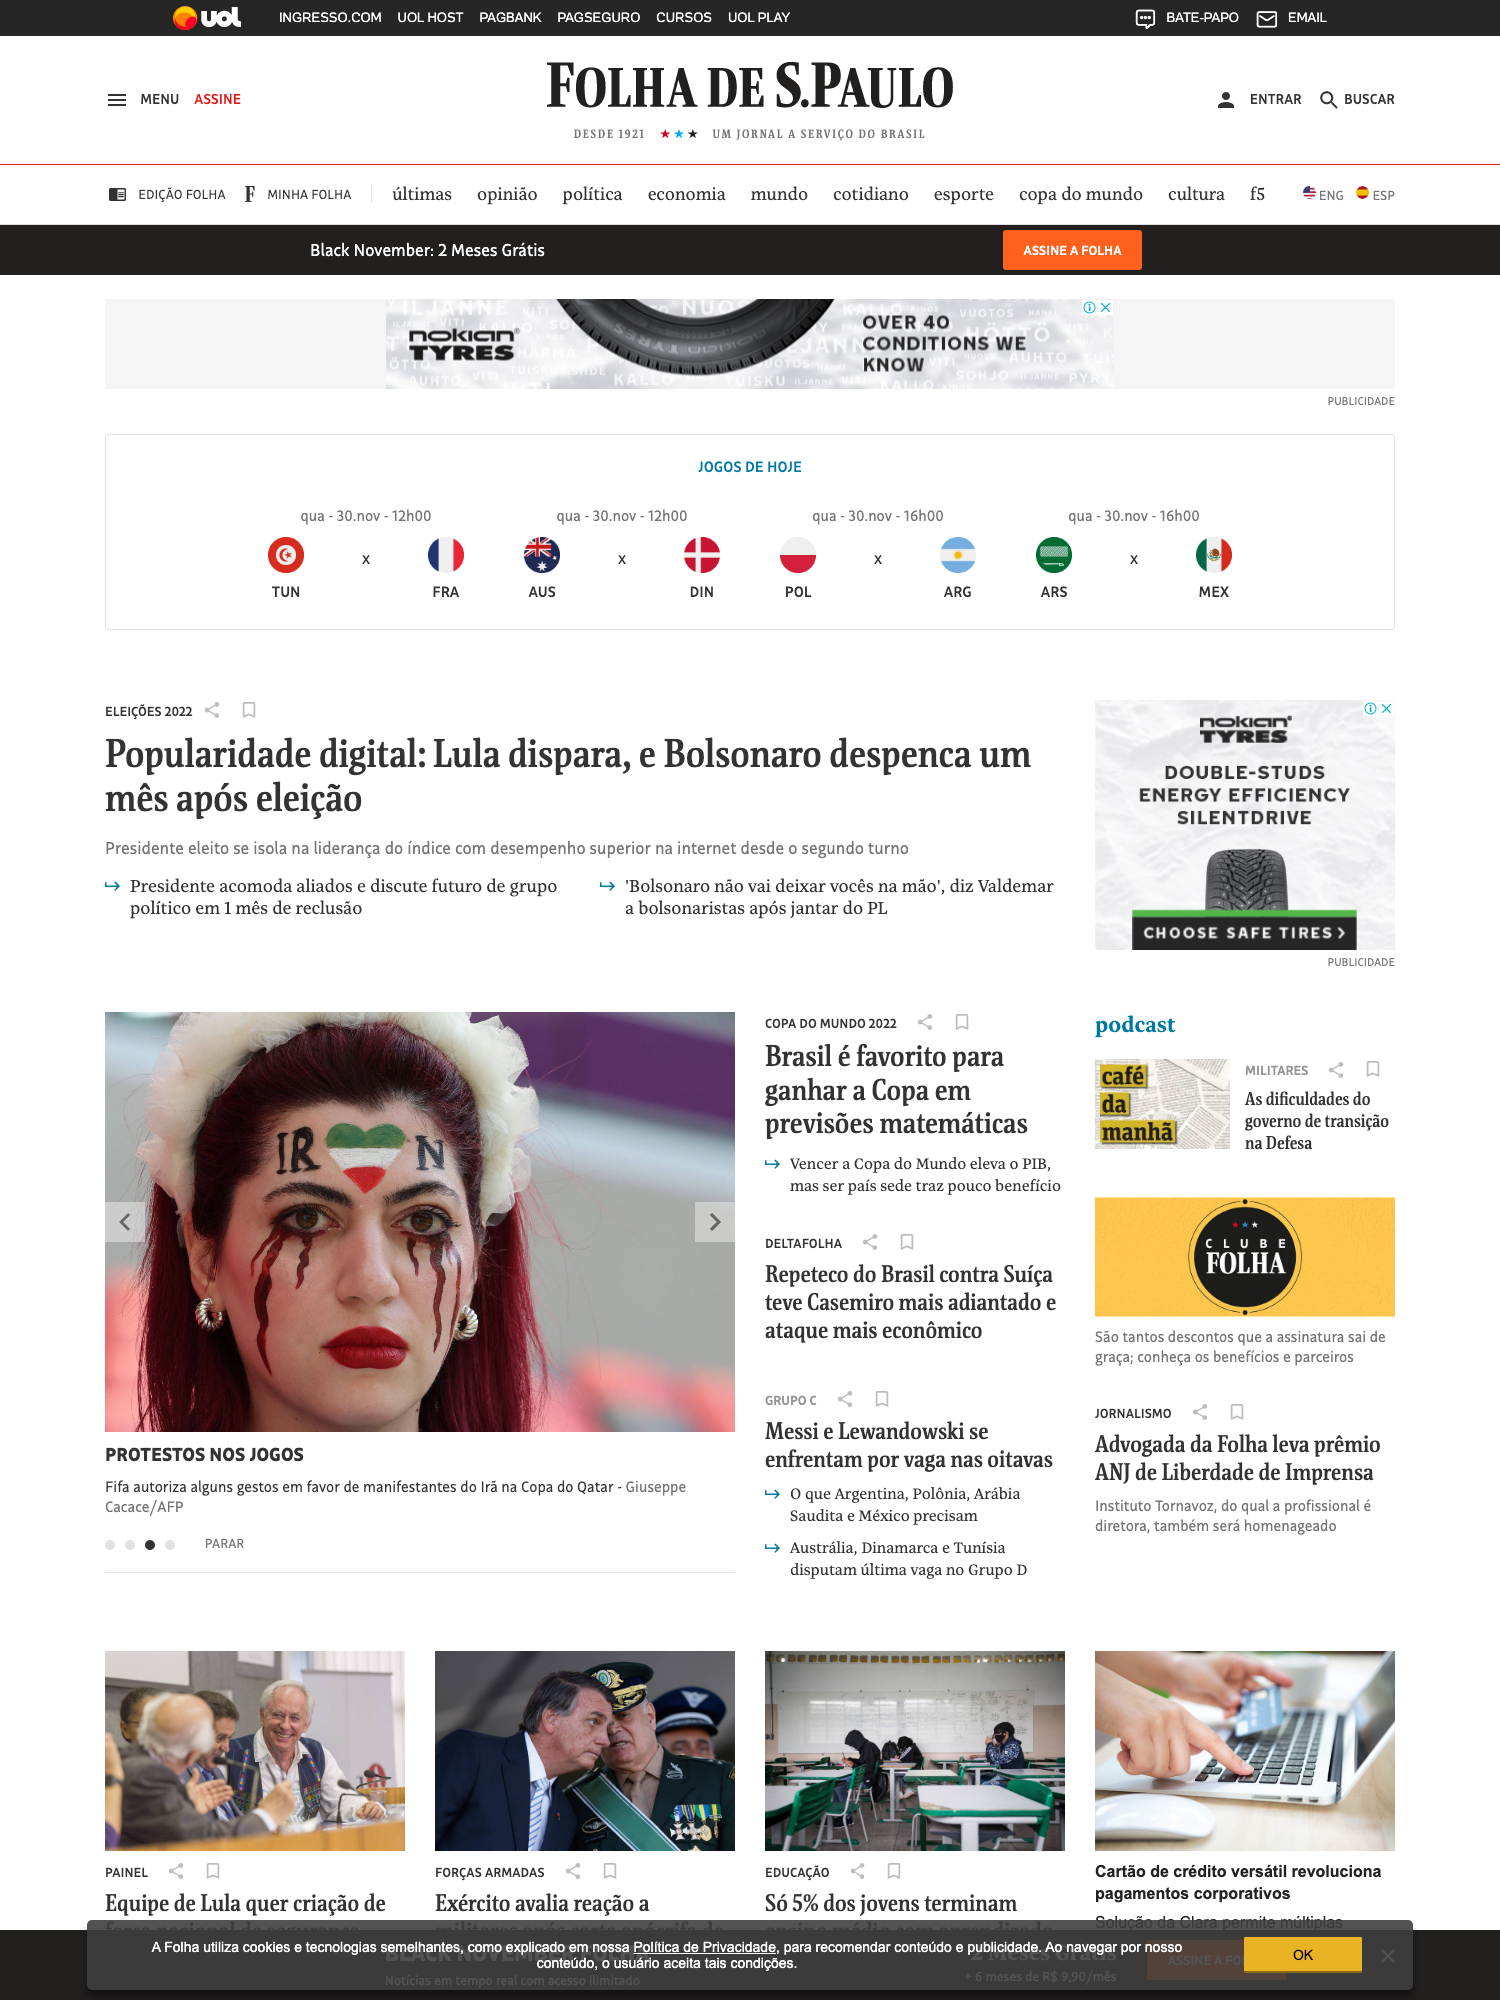 uol
INGRESSO.COM UOL HOST PAGBANK PAGSEGURO CURSOS UOL PLAY
BATE-PAPO EMAIL
MENU ASSINE
FOLHA DE S.PAULO
DESDE 1921 ★★★ UM JORNAL A SERVIÇO DO BRASIL
ENTRAR BUSCAR
EDIÇÃO FOLHA F MINHA FOLHA
últimas opinião política economia mundo cotidiano esporte copa do mundo cultura f5
ENG ESP
Black November: 2 Meses Grátis
ASSINE A FOLHA
nokian TYRES
OVER 40
CONDITIONS WE
KNOW
PUBLICIDADE
JOGOS DE HOJE
qua - 30.nov - 12h00 qua - 30.nov - 12h00 qua - 30.nov - 16h00 qua - 30.nov - 16h00
x x x x
TUN FRA AUS DIN POL ARG ARS MEX
ELEIÇÕES 2022
Popularidade digital: Lula dispara, e Bolsonaro despenca um
mês após eleição
Presidente eleito se isola na liderança do índice com desempenho superior na internet desde o segundo turno
Presidente acomoda aliados e discute futuro de grupo
político em 1 mês de reclusão
'Bolsonaro não vai deixar vocês na mão', diz Valdemar
a bolsonaristas após jantar do PL
nokian
TYRES
DOUBLE-STUDS
ENERGY EFFICIENCY
SILENTDRIVE
CHOOSE SAFE TIRES >
PUBLICIDADE
IR N
PROTESTOS NOS JOGOS
Fifa autoriza alguns gestos em favor de manifestantes do Irã na Copa do Qatar - Giuseppe
Cacace/AFP
PARAR
COPA DO MUNDO 2022
Brasil é favorito para
ganhar a Copa em
previsões matemáticas
Vencer a Copa do Mundo eleva o PIB,
mas ser país sede traz pouco benefício
DELTAFOLHA
Repeteco do Brasil contra Suíça
teve Casemiro mais adiantado e
ataque mais econômico
GRUPO C
Messi e Lewandowski se
enfrentam por vaga nas oitavas
O que Argentina, Polônia, Arábia
Saudita e México precisam
Austrália, Dinamarca e Tunísia
disputam última vaga no Grupo D
podcast
café
da
manhã
MILITARES
As dificuldades do
governo de transição
na Defesa
CLUBE
FOLHA
São tantos descontos que a assinatura sai de
graça; conheça os benefícios e parceiros
JORNALISMO
Advogada da Folha leva prêmio
ANJ de Liberdade de Imprensa
Instituto Tornavoz, do qual a profissional é
diretora, também será homenageado
PAINEL
Equipe de Lula quer criação de
FORÇAS ARMADAS
Exército avalia reação a
EDUCAÇÃO
Só 5% dos jovens terminam
Cartão de crédito versátil revoluciona
pagamentos corporativos
Solução da Clara permite múltiplas
A Folha utiliza cookies e tecnologias semelhantes, como explicado em nossa Política de Privacidade, para recomendar conteúdo e publicidade. Ao navegar por nosso
conteúdo, o usuário aceita tais condições.
OK
Notícias em tempo real com acesso ilimitado
2 Meses Grátis
+ 6 meses de R$ 9,90/mês